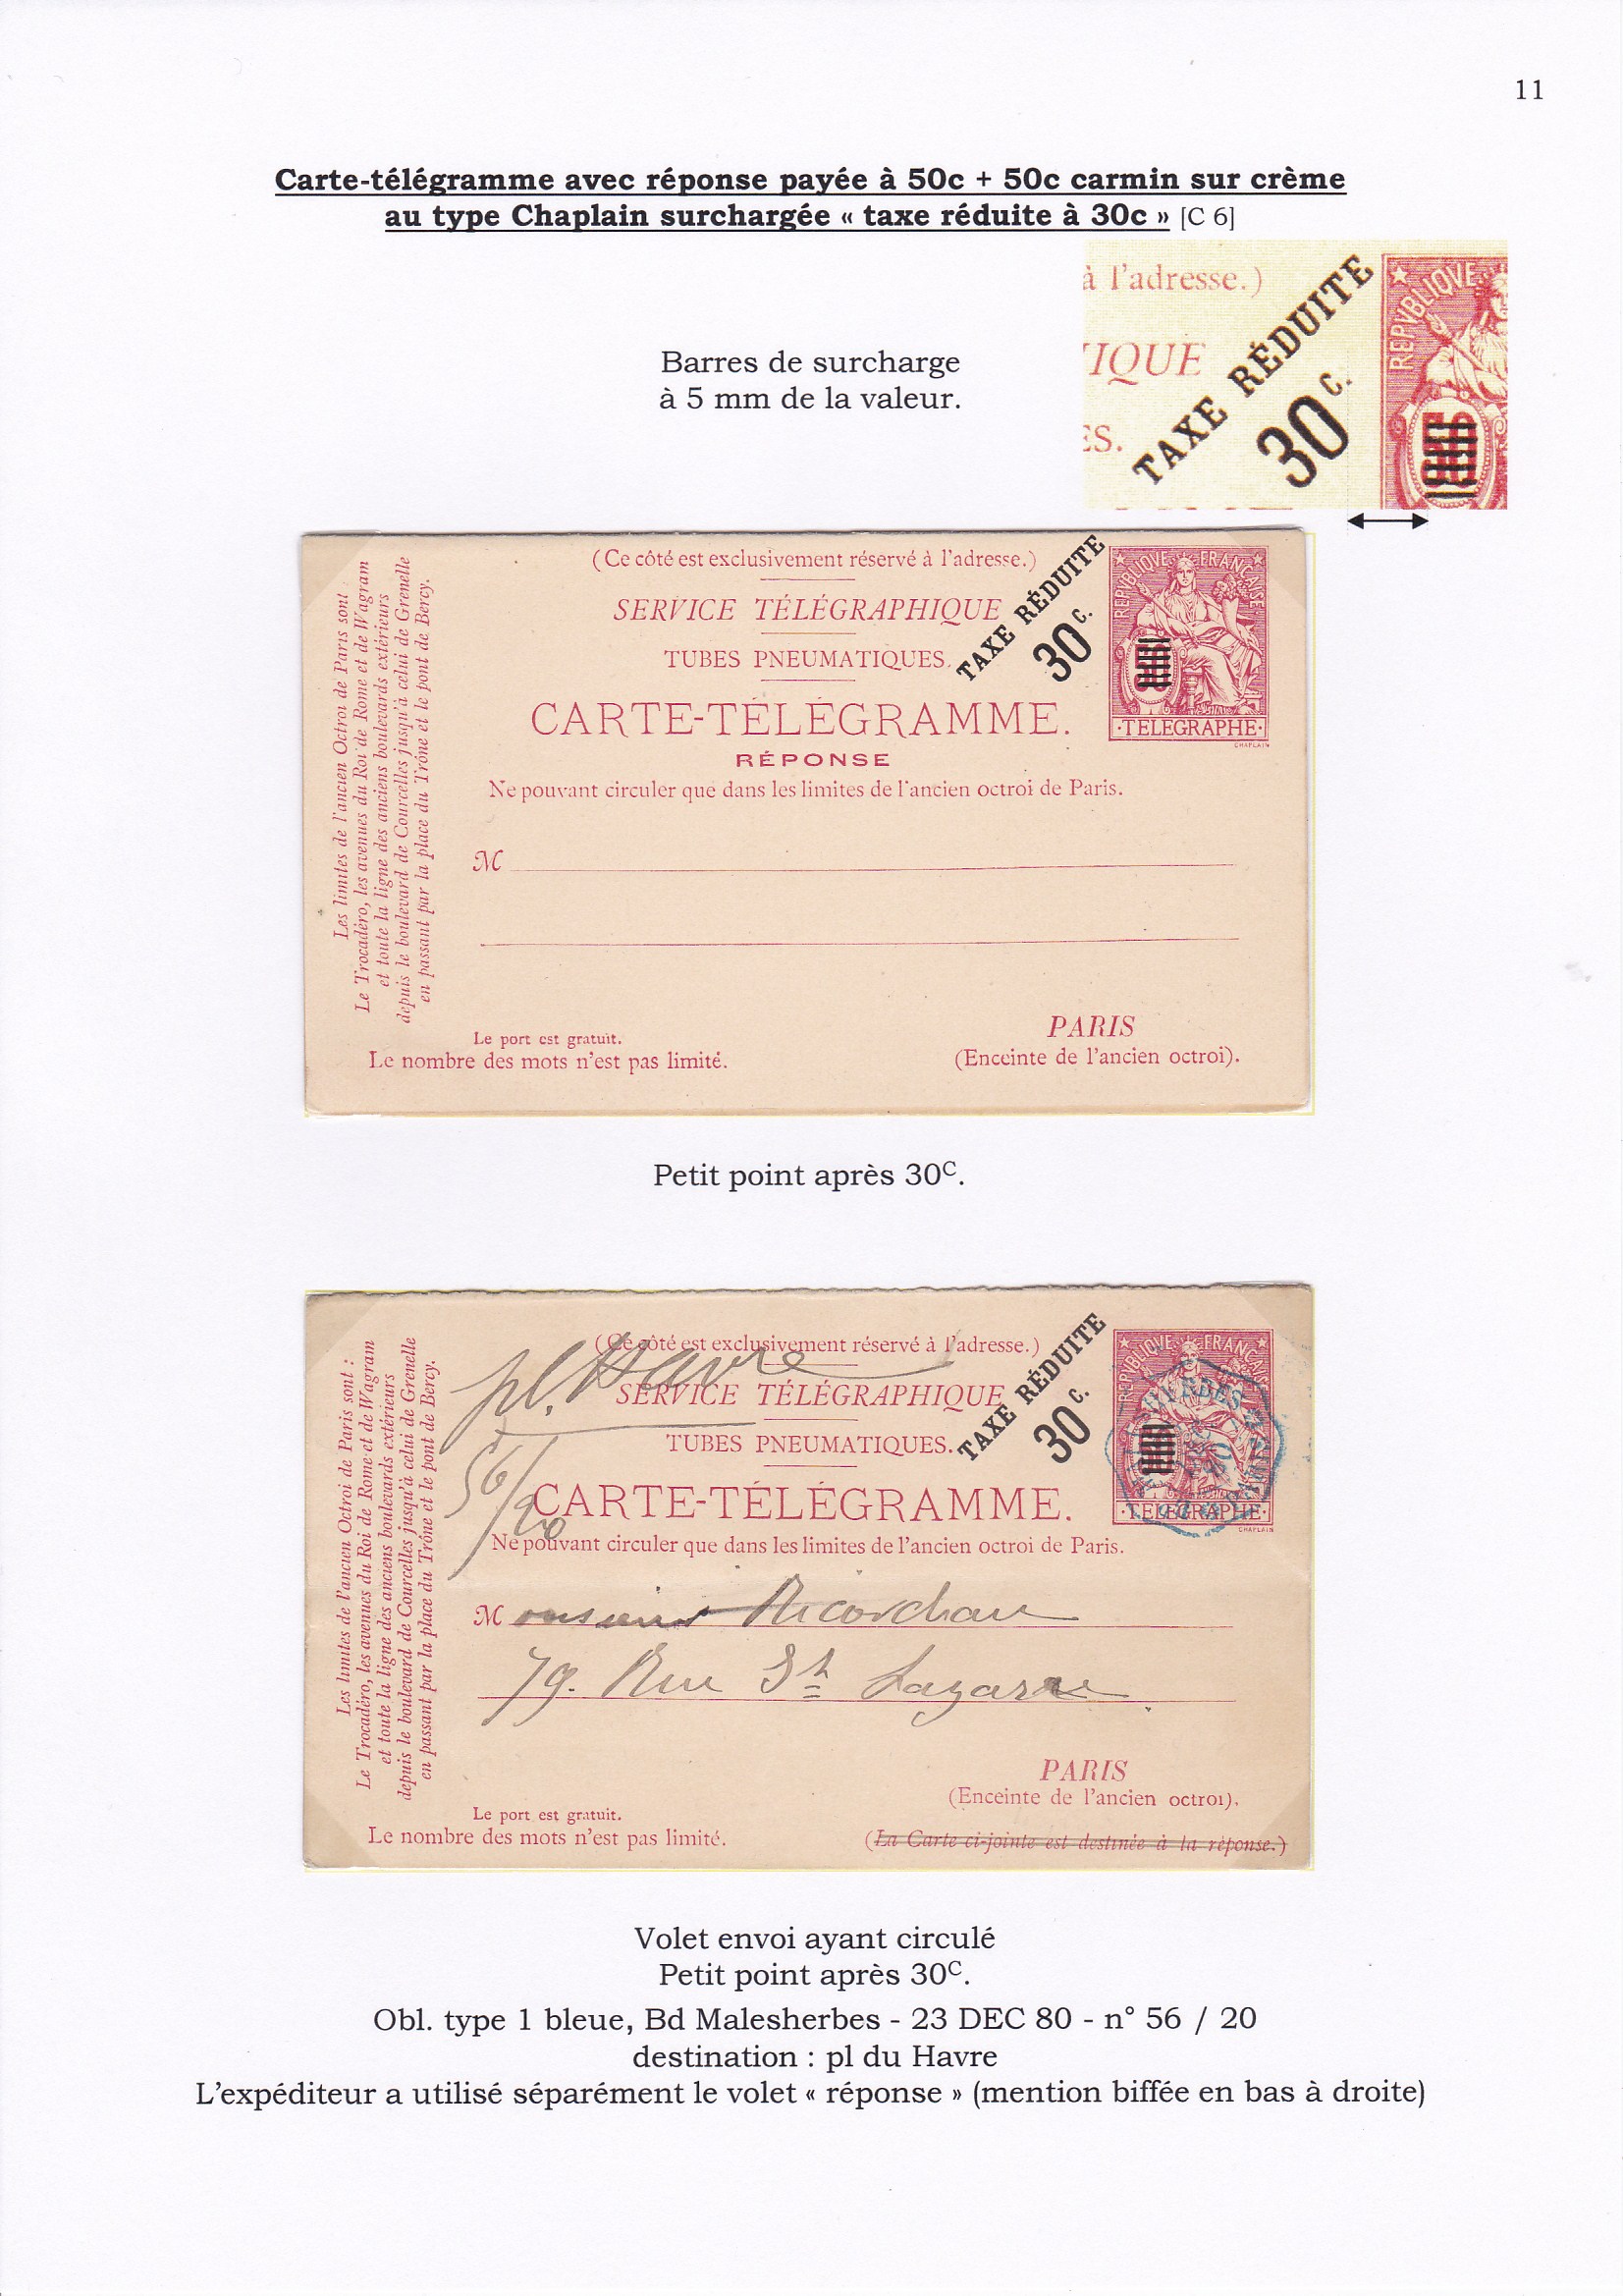 11
Carte-télégramme avec réponse payée à 50c + 50c carmin sur crème
au type Chaplain surchargée « taxe réduite à 30c » [C 6]
à l'adresse.)
IQUE
ES.
TAXE RÉDUITE
30 C.
REPVBLIQVE
Barres de surcharge
à 5 mm de la valeur.
Les limites de l'ancien Octroi de Paris sont
Le Trocadéro, les avenues du Roi de Rome et de Wagram
et toute la ligne des anciens boulevards extérieurs
depuis le boulevard de Courcelles jusqu'à celui de Grenelle
en passant par la place du Trône et le pont de Bercy.
(Ce côté est exclusivement réservé à l'adresse.)
SERVICE TÉLÉGRAPHIQUE
TUBES PNEUMATIQUES.
TAXE RÉDUITE
30 C.
REPUBLIQVE FRANCAISE
·TELEGRAPHE·
CHAPLAIN
CARTE-TÉLÉGRAMME.
RÉPONSE
Ne pouvant circuler que dans les limites de l'ancien octroi de Paris.
M
PARIS
(Enceinte de l'ancien octroi).
Le port est gratuit.
Le nombre des mots n'est pas limité.
Petit point après 30C.
Les limites de l'ancien Octroi de Paris sont :
Le Trocadéro, les avenues du Roi de Rome et de Wagram
et toute la ligne des anciens boulevards extérieurs
depuis le boulevard de Courcelles jusqu'à celui de Grenelle
en passant par la place du Trône et le pont de Bercy.
(Ce côté est exclusivement réservé à l'adresse.)
pl. Havre
SERVICE TÉLÉGRAPHIQUE
TUBES PNEUMATIQUES.
56/20
TAXE RÉDUITE
30 C.
REPUBLIQVE FRANCAISE
·TELEGRAPHE·
CHAPLAIN
CARTE-TÉLÉGRAMME.
Ne pouvant circuler que dans les limites de l'ancien octroi de Paris.
Monsieur Ricordeau
79. Rue St Lazare
PARIS
(Enceinte de l'ancien octroi).
Le port est gratuit.
Le nombre des mots n'est pas limité.
(La Carte ci-jointe est destinée à la réponse.)
Volet envoi ayant circulé
Petit point après 30C.
Obl. type 1 bleue, Bd Malesherbes - 23 DEC 80 - n° 56 / 20
destination : pl du Havre
L'expéditeur a utilisé séparément le volet « réponse » (mention biffée en bas à droite)